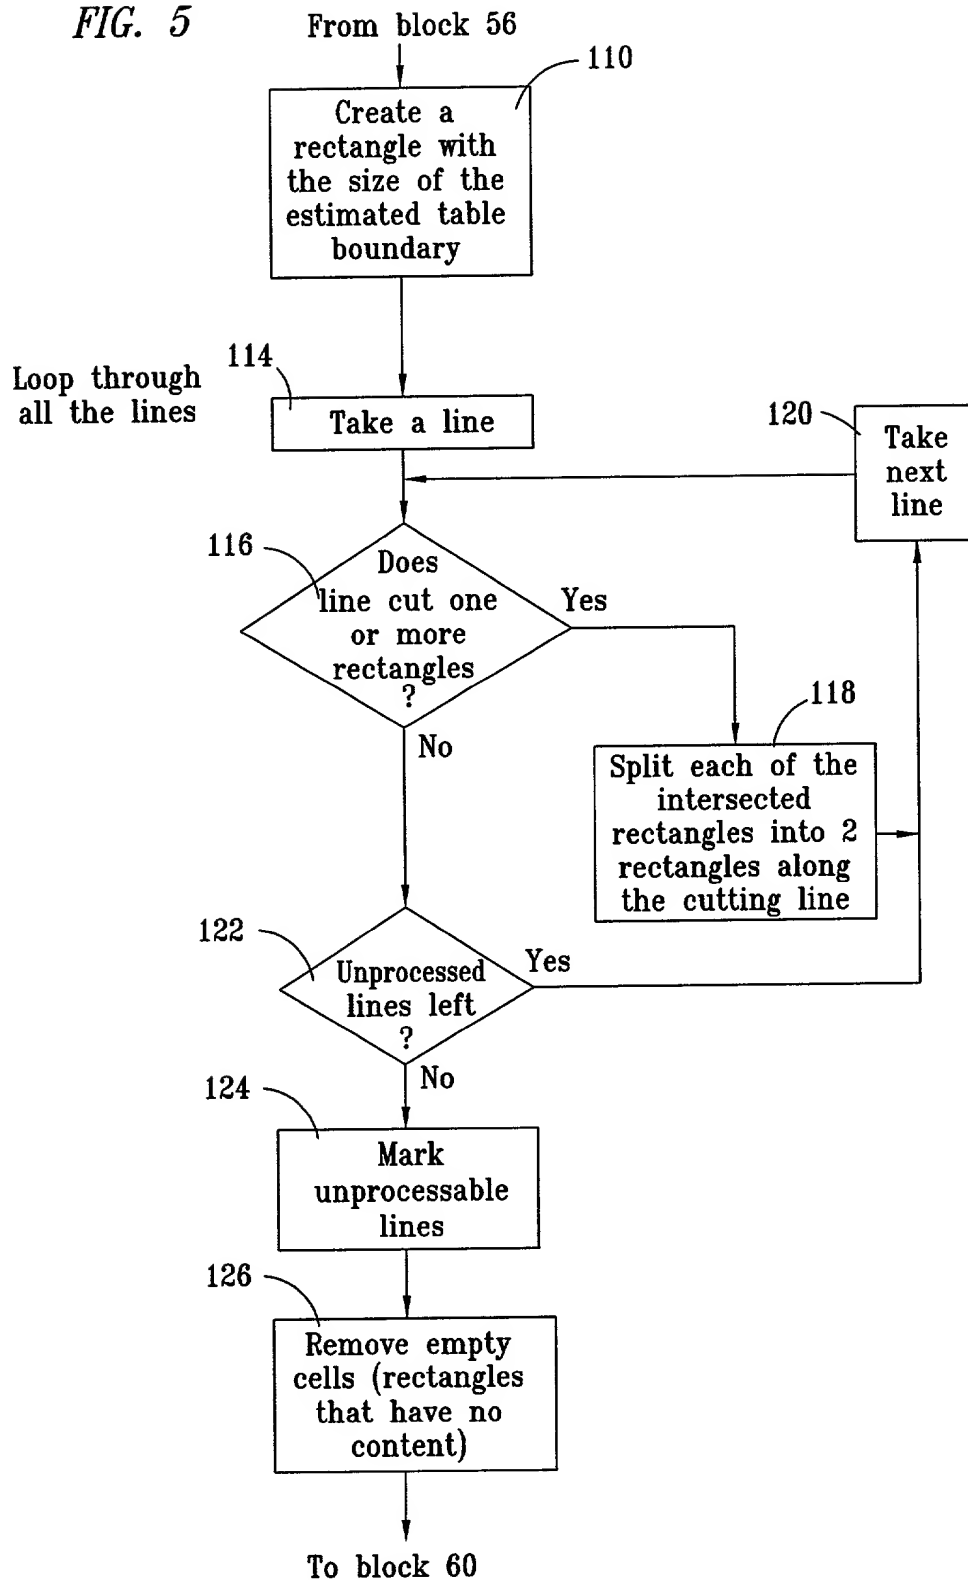 FIG. 5
From block 56
110
Create a
rectangle with
the size of the
estimated table
boundary
Loop through
all the lines
114
Take a line
120
Take
next
line
116
Does
line cut one
or more
rectangles
?
Yes
No
118
Split each of the
intersected
rectangles into 2
rectangles along
the cutting line
122
Unprocessed
lines left
?
Yes
No
124
Mark
unprocessable
lines
126
Remove empty
cells (rectangles
that have no
content)
To block 60